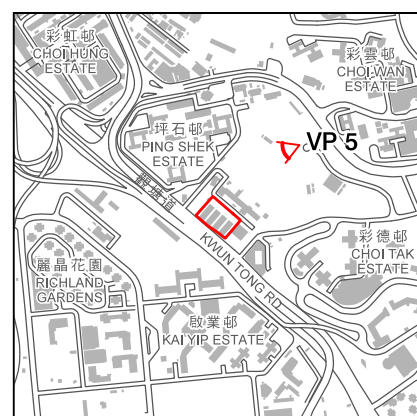 彩虹邨
CHOI HUNG
ESTATE
彩雲邨
CHOI WAN
ESTATE
坪石邨
PING SHEK
ESTATE
VP 5
觀塘道
KWUN TONG RD
彩德邨
CHOI TAK
ESTATE
麗晶花園
RICHLAND
GARDENS
啟業邨
KAI YIP ESTATE